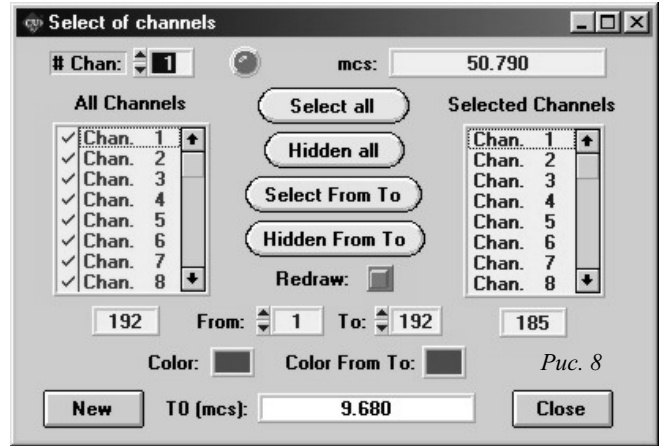 Select of channels
# Chan: 1 mcs: 50.790
All Channels
Chan. 1
Chan. 2
Chan. 3
Chan. 4
Chan. 5
Chan. 6
Chan. 7
Chan. 8
192
Select all
Hidden all
Select From To
Hidden From To
Redraw:
Selected Channels
Chan. 1
Chan. 2
Chan. 3
Chan. 4
Chan. 5
Chan. 6
Chan. 7
Chan. 8
185
From: 1 To: 192
Color: Color From To:
Рис. 8
New T0 (mcs): 9.680 Close